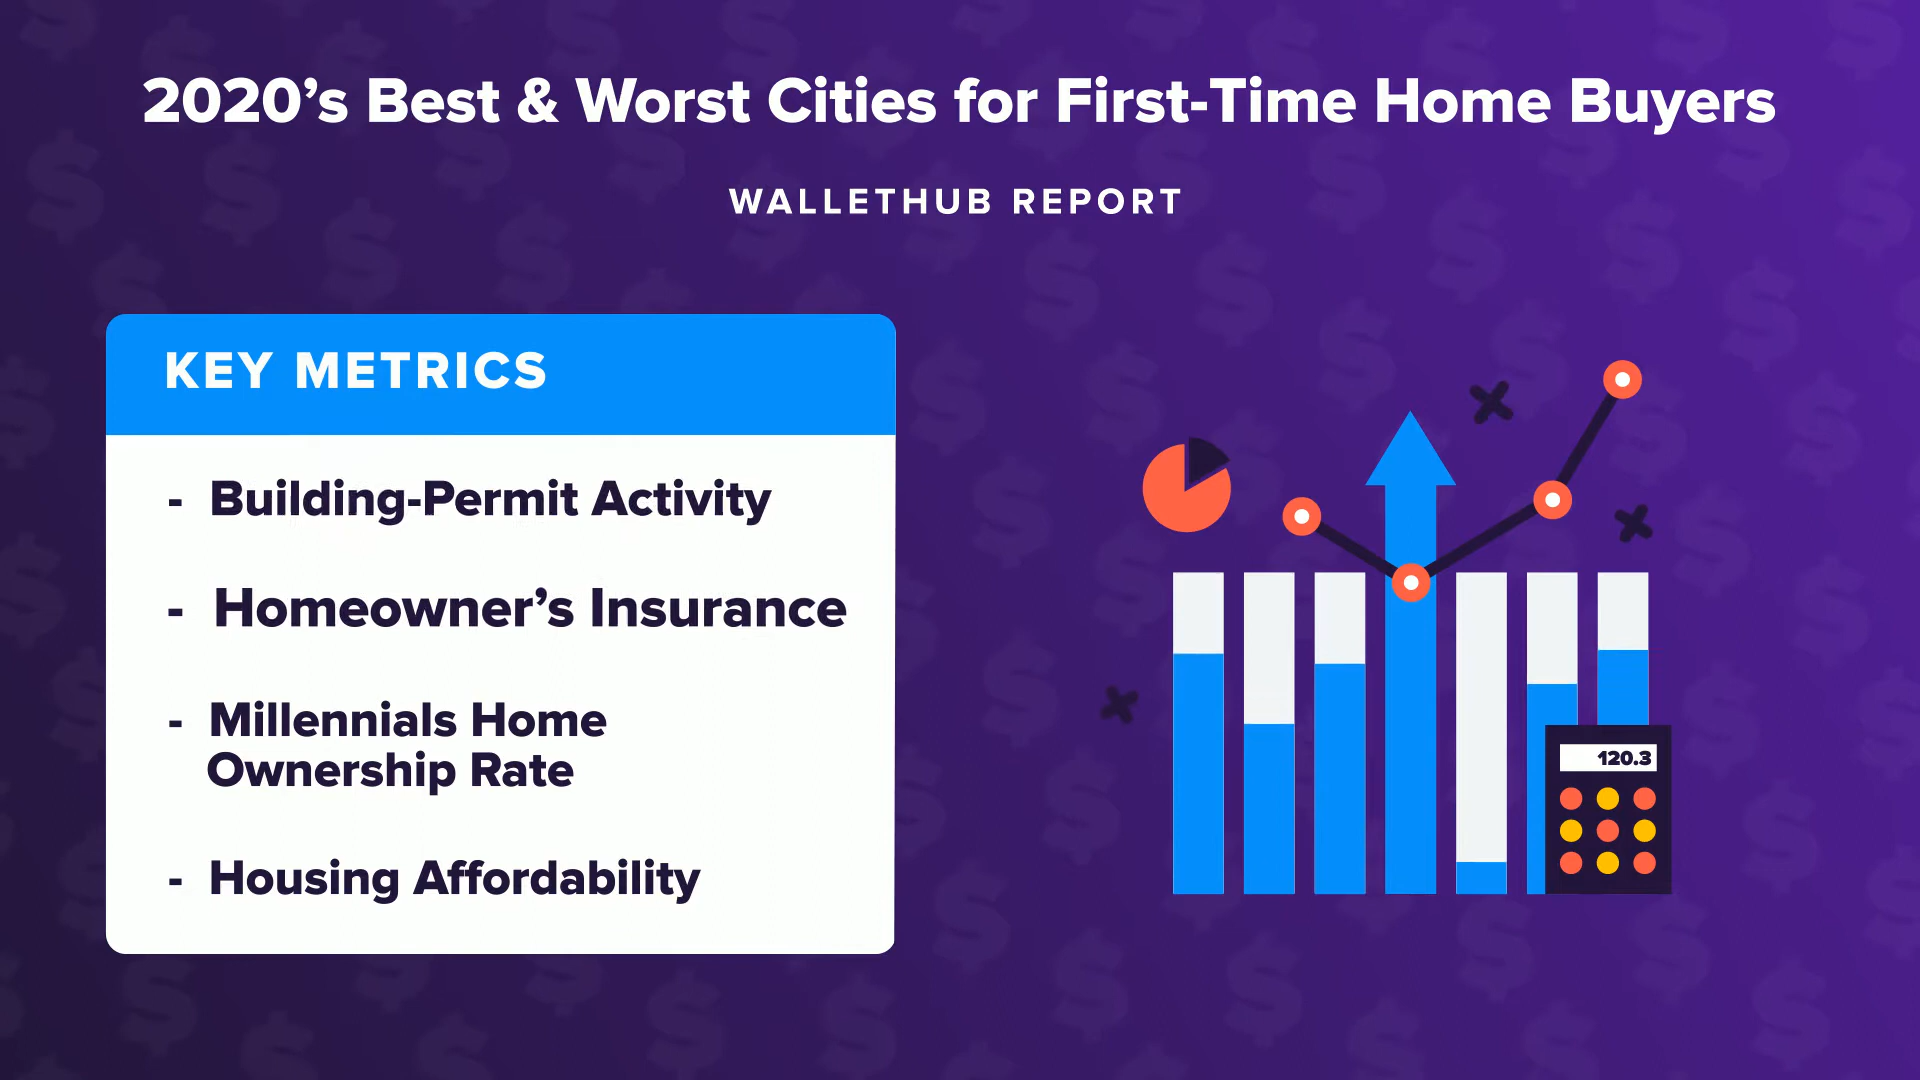 2020’s Best & Worst Cities for First-Time Home Buyers
WALLETHUB REPORT
KEY METRICS
- Building-Permit Activity
- Homeowner’s Insurance
- Millennials Home
Ownership Rate
- Housing Affordability
120.3